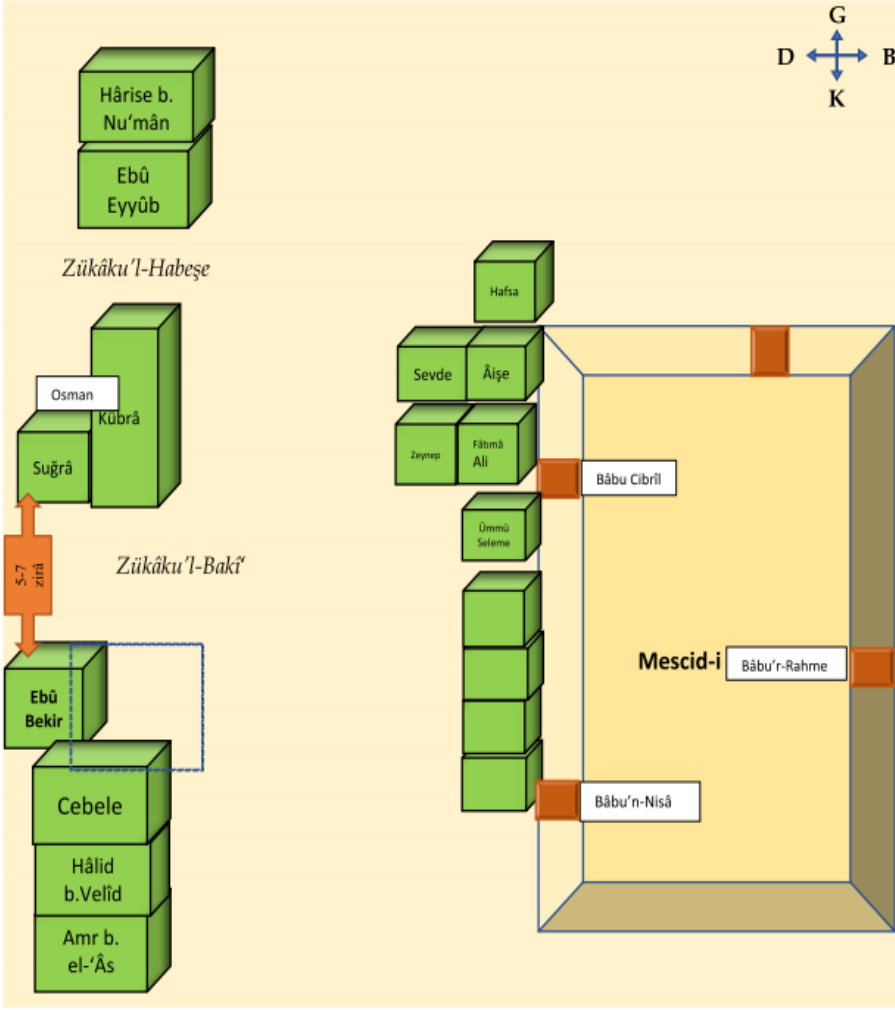 G
D
B
K
Hârise b.
Nu‘mân
Ebû
Eyyûb
Zükâku’l-Habeşe
Hafsa
Sevde
Âişe
Osman
Kübrâ
Suğrâ
Zeynep
Fâtımâ
Ali
Bâbu Cibrîl
Ümmü
Seleme
5-7
zirâ
Zükâku’l-Bakî‘
Ebû
Bekir
Mescid-i
Bâbu’r-Rahme
Cebele
Bâbu’n-Nisâ
Hâlid
b.Velîd
Amr b.
el-‘Âs